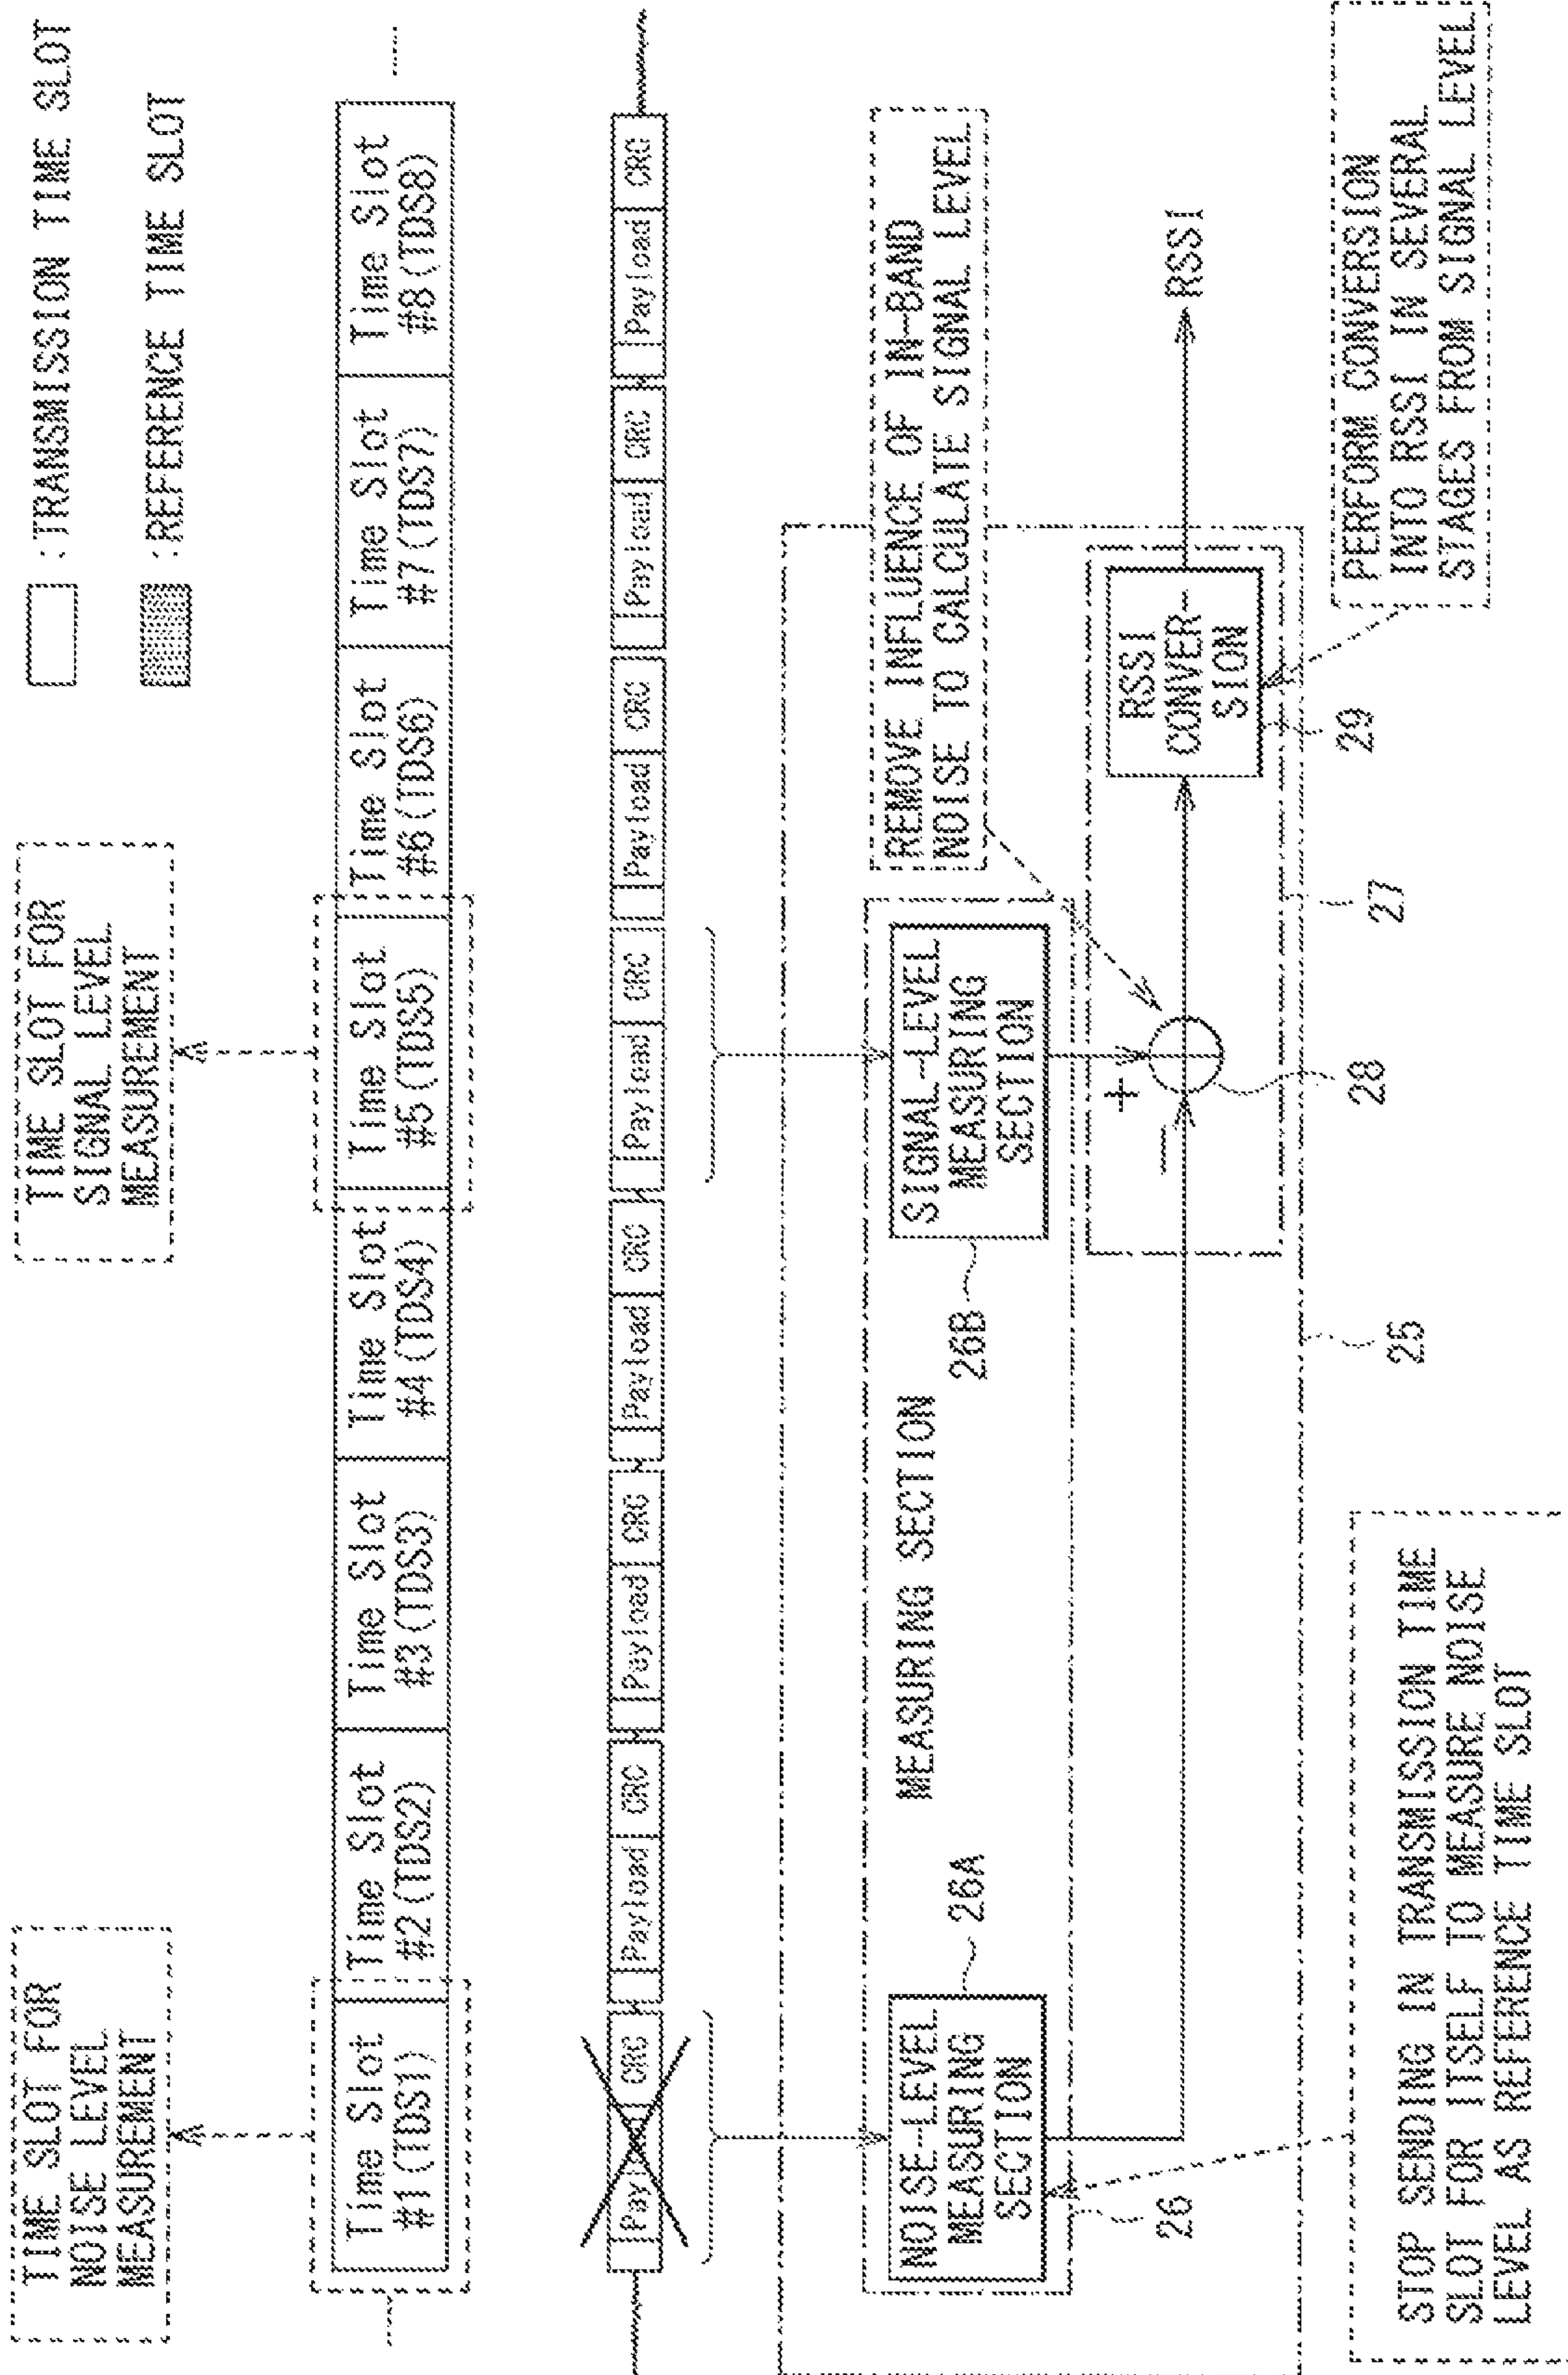 :TRANSMISSION TIME SLOT
:REFERENCE TIME SLOT
TIME SLOT FOR
NOISE LEVEL
MEASUREMENT
TIME SLOT FOR
SIGNAL LEVEL
MEASUREMENT
Time Slot
#1(TDS1)
Time Slot
#2(TDS2)
Time Slot
#3(TDS3)
Time Slot
#4(TDS4)
Time Slot
#5(TDS5)
Time Slot
#6(TDS6)
Time Slot
#7(TDS7)
Time Slot
#8(TDS8)
Payload CRC
Payload CRC
Payload CRC
Payload CRC
Payload CRC
Payload CRC
Payload CRC
Payload CRC
NOISE-LEVEL
MEASURING
SECTION
26A
MEASURING SECTION
26B
SIGNAL-LEVEL
MEASURING
SECTION
REMOVE INFLUENCE OF IN-BAND
NOISE TO CALCULATE SIGNAL LEVEL
+
−
RSSI
CONVER-
SION
RSSI
26
28
29
27
25
STOP SENDING IN TRANSMISSION TIME
SLOT FOR ITSELF TO MEASURE NOISE
LEVEL AS REFERENCE TIME SLOT
PERFORM CONVERSION
INTO RSSI IN SEVERAL
STAGES FROM SIGNAL LEVEL